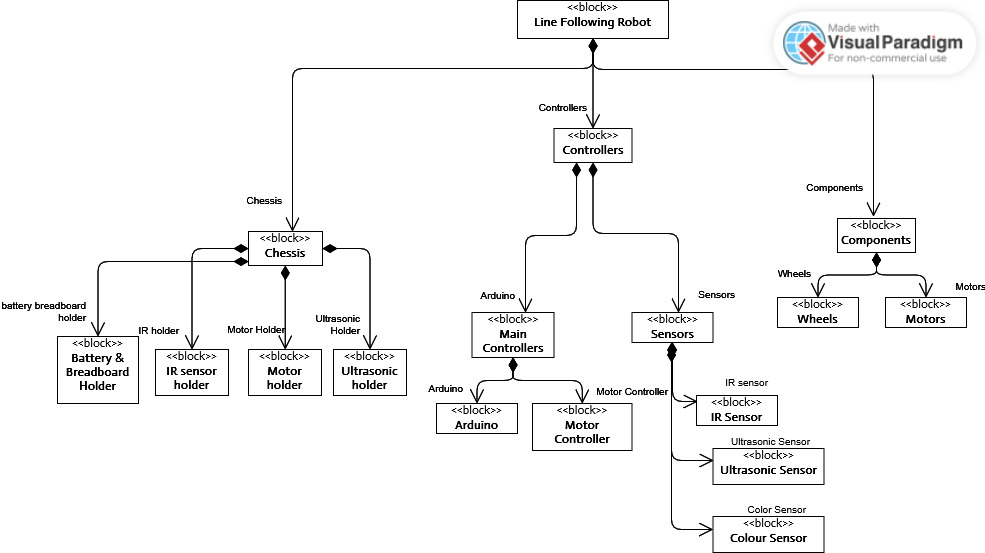 <<block>>
Line Following Robot
Made with
VisualParadigm
For non-commercial use
Controllers
<<block>>
Controllers
Chessis
<<block>>
Chessis
Components
<<block>>
Components
battery breadboard
holder
<<block>>
Battery &
Breadboard
Holder
IR holder
<<block>>
IR sensor
holder
Motor Holder
<<block>>
Motor
holder
Ultrasonic
Holder
<<block>>
Ultrasonic
holder
Arduino
<<block>>
Main
Controllers
Sensors
<<block>>
Sensors
Wheels
<<block>>
Wheels
Motors
<<block>>
Motors
Arduino
<<block>>
Arduino
Motor Controller
<<block>>
Motor
Controller
IR sensor
<<block>>
IR Sensor
Ultrasonic Sensor
<<block>>
Ultrasonic Sensor
Color Sensor
<<block>>
Colour Sensor